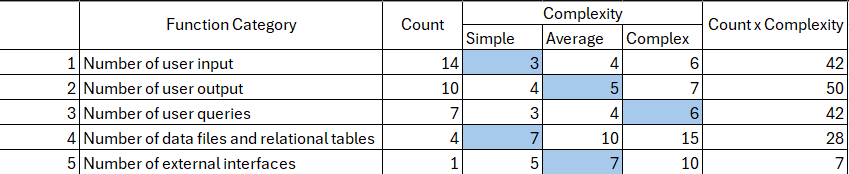 Function Category Count Complexity Count x Complexity
Simple Average Complex
1 Number of user input 14 3 4 6 42
2 Number of user output 10 4 5 7 50
3 Number of user queries 7 3 4 6 42
4 Number of data files and relational tables 4 7 10 15 28
5 Number of external interfaces 1 5 7 10 7